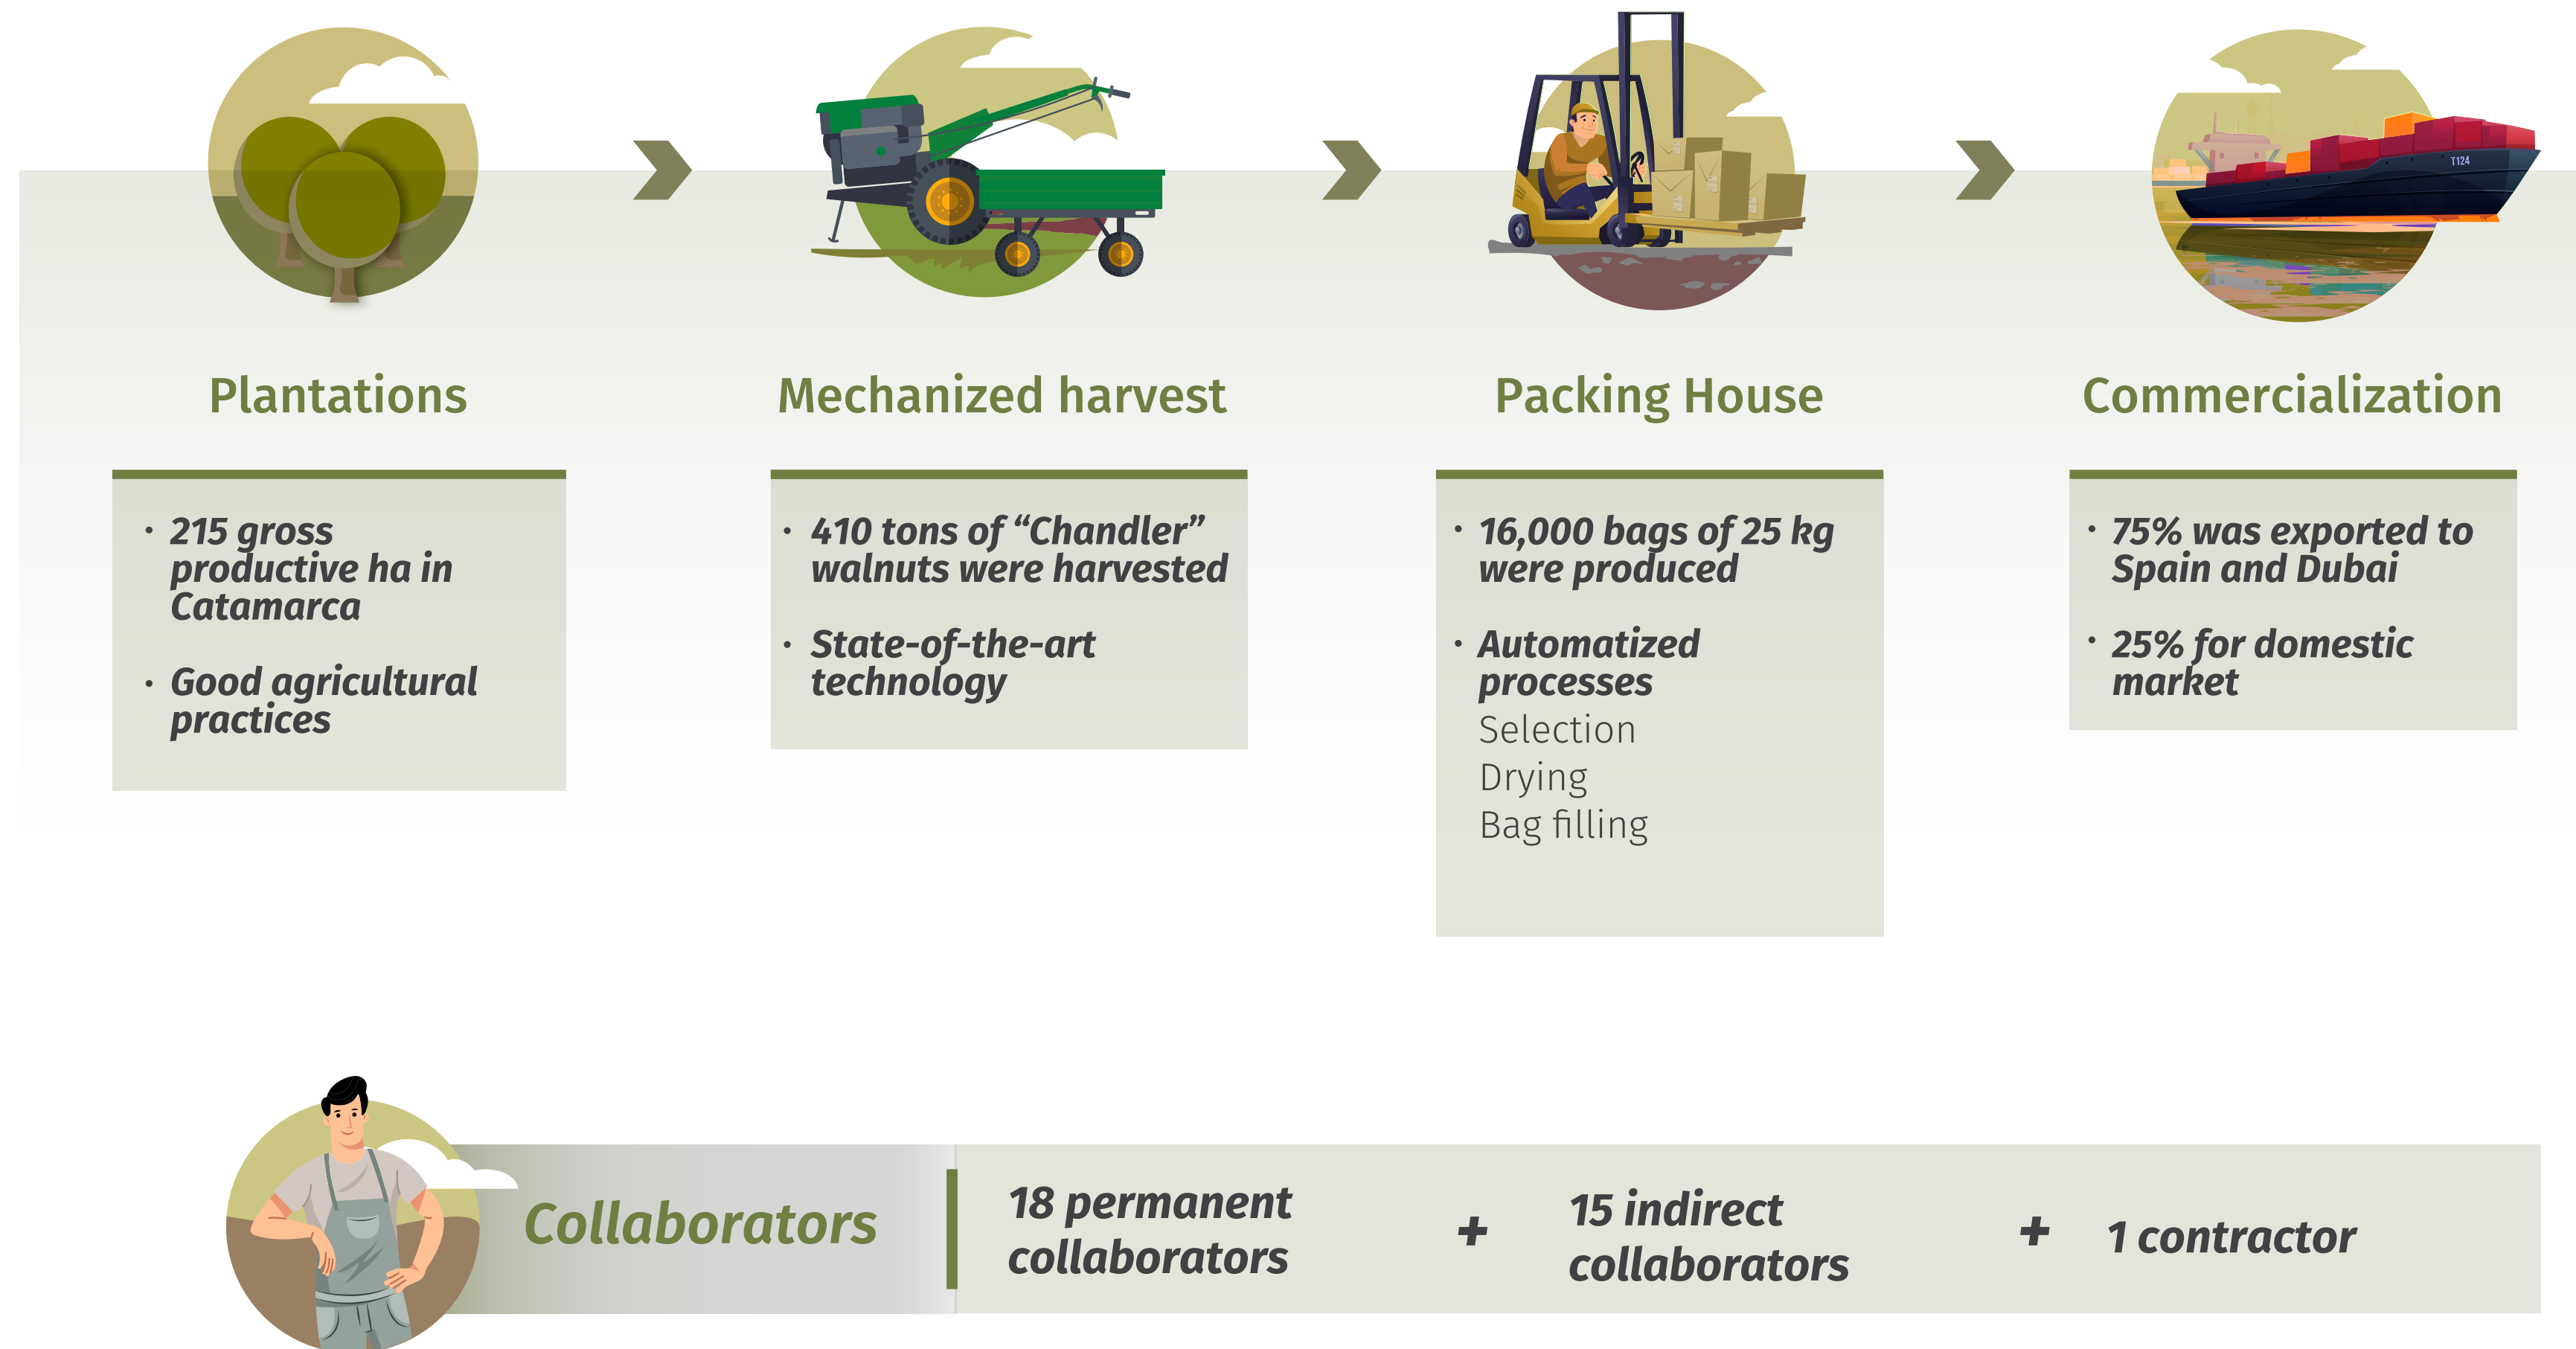 T124
Plantations
· 215 gross
productive ha in
Catamarca
· Good agricultural
practices
Mechanized harvest
· 410 tons of “Chandler”
walnuts were harvested
· State-of-the-art
technology
Packing House
· 16,000 bags of 25 kg
were produced
· Automatized
processes
Selection
Drying
Bag filling
Commercialization
· 75% was exported to
Spain and Dubai
· 25% for domestic
market
Collaborators
18 permanent
collaborators
+
15 indirect
collaborators
+
1 contractor